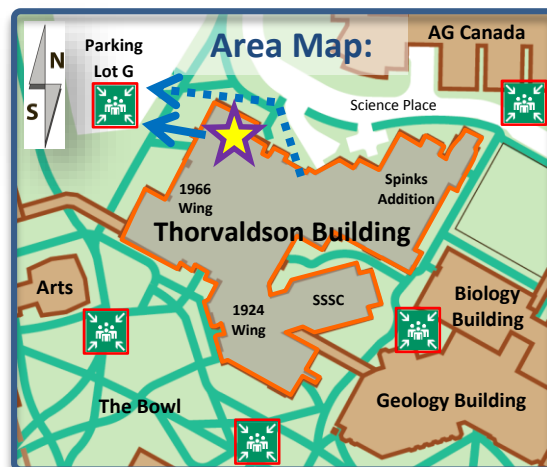 Area Map:
AG Canada
N
S
Parking
Lot G
Science Place
1966
Wing
Spinks
Addition
Thorvaldson Building
Arts
1924
Wing
SSSC
Biology
Building
The Bowl
Geology Building